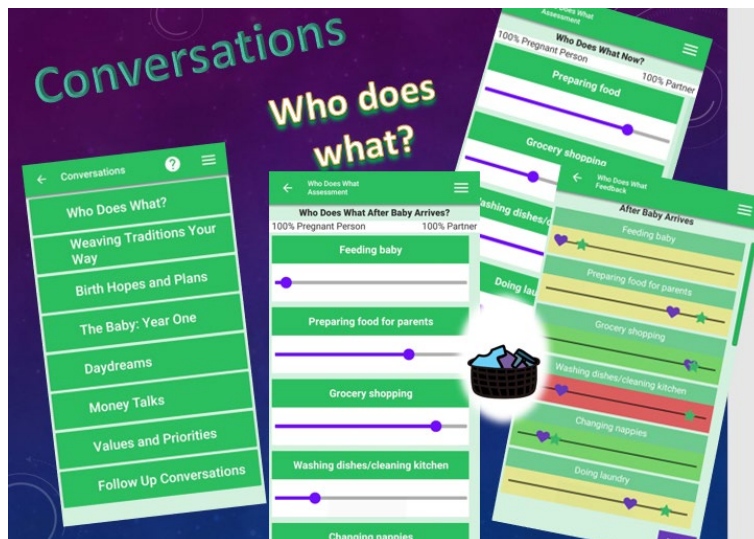 Conversations
Who does
what?
Conversations
?
Who Does What?
Weaving Traditions Your
Way
Birth Hopes and Plans
The Baby: Year One
Daydreams
Money Talks
Values and Priorities
Follow Up Conversations
Who Does What
Assessment
Who Does What After Baby Arrives?
100% Pregnant Person
100% Partner
Feeding baby
Preparing food for parents
Grocery shopping
Washing dishes/cleaning kitchen
Changing nappies
Assessment
Who Does What Now?
100% Pregnant Person
100% Partner
Preparing food
Grocery shopping
Washing dishes/c
Doing lau
Who Does What
Feedback
After Baby Arrives
Feeding baby
Preparing food for parents
Grocery shopping
Washing dishes/cleaning kitchen
Changing nappies
Doing laundry